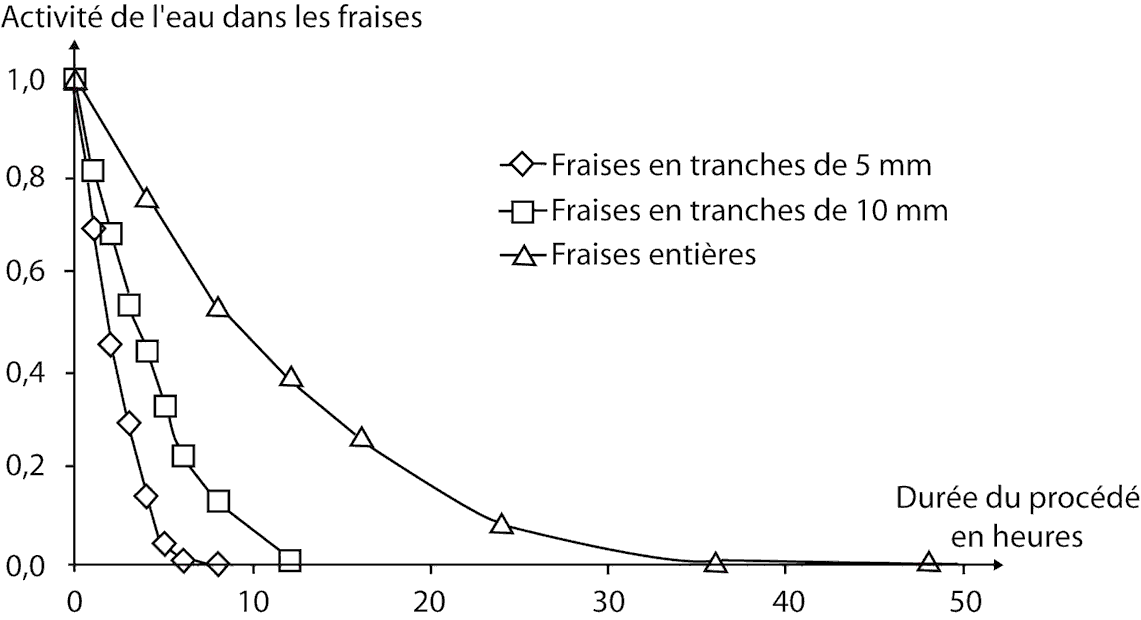 Activité de l'eau dans les fraises
1,0
0,8
0,6
0,4
0,2
0,0
Fraises en tranches de 5 mm
Fraises en tranches de 10 mm
Fraises entières
Durée du procédé
en heures
0 10 20 30 40 50